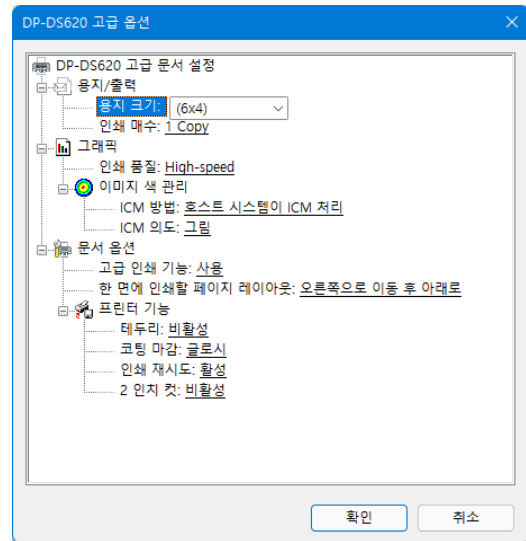 DP-DS620 고급 옵션
DP-DS620 고급 문서 설정
용지/출력
용지 크기: (6x4)
인쇄 매수: 1 Copy
그래픽
인쇄 품질: High-speed
이미지 색 관리
ICM 방법: 호스트 시스템이 ICM 처리
ICM 의도: 그림
문서 옵션
고급 인쇄 기능: 사용
한 면에 인쇄할 페이지 레이아웃: 오른쪽으로 이동 후 아래로
프린터 기능
테두리: 비활성
코팅 마감: 글로시
인쇄 재시도: 활성
2 인치 컷: 비활성
확인 취소